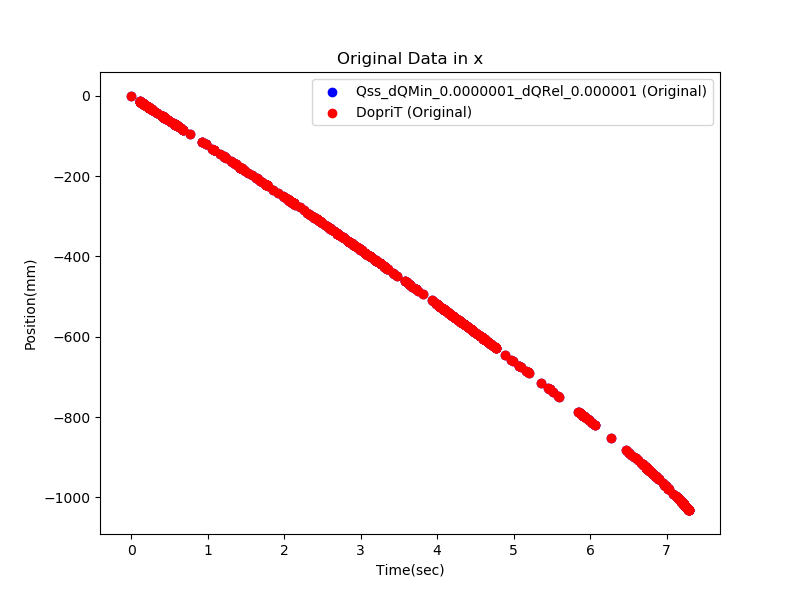 Original Data in x
Qss_dQMin_0.0000001_dQRel_0.000001 (Original)
DopriT (Original)
0
−200
−400
−600
−800
−1000
Position(mm)
0 1 2 3 4 5 6 7
Time(sec)